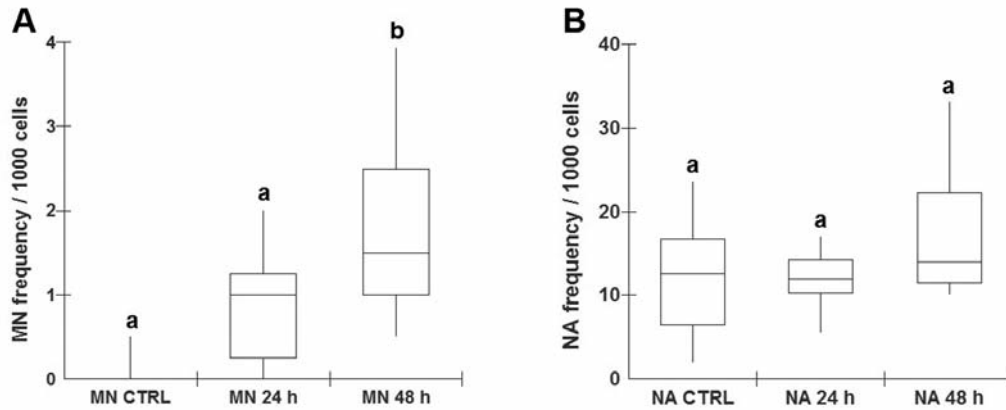 A
MN frequency / 1000 cells
4
3
2
1
0
a
a
b
MN CTRL MN 24 h MN 48 h
B
NA frequency / 1000 cells
40
30
20
10
0
a
a
a
NA CTRL NA 24 h NA 48 h